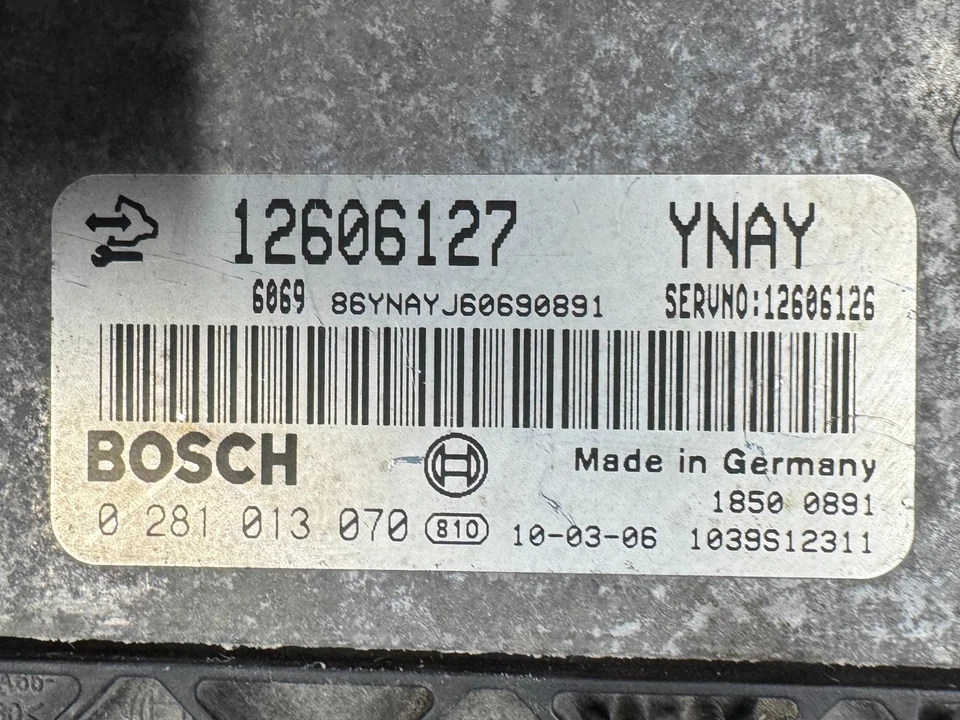 12606127 YNAY
6069 86YNAYJ60690891 SERVNO:12606126
BOSCH Made in Germany
1850 0891
0 281 013 070 810 10-03-06 1039S12311